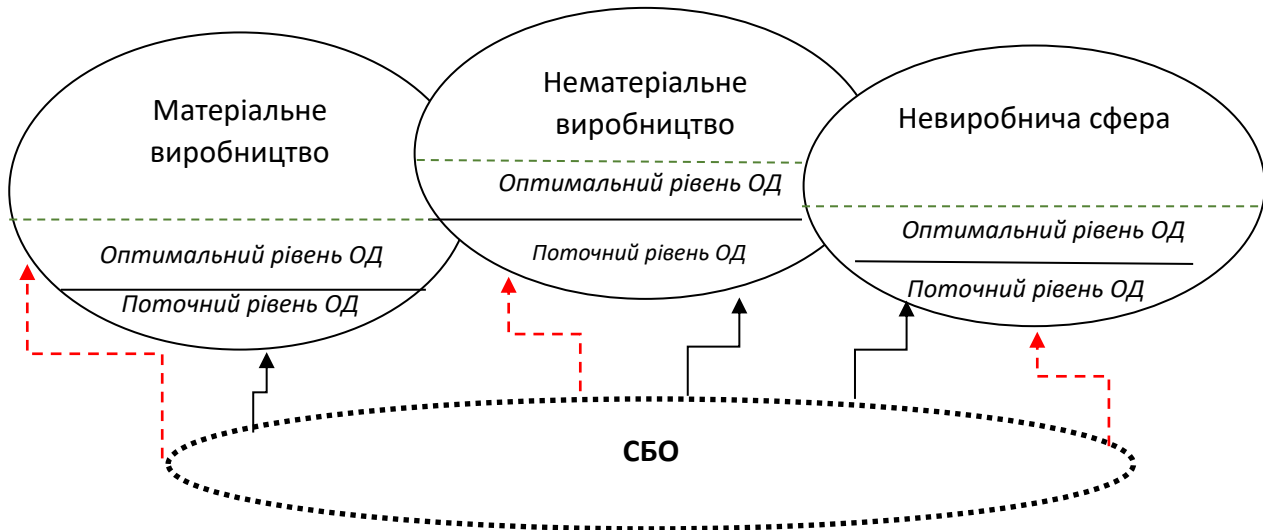 Матеріальне
виробництво
Оптимальний рівень ОД
Поточний рівень ОД
Нематеріальне
виробництво
Оптимальний рівень ОД
Поточний рівень ОД
Невиробнича сфера
Оптимальний рівень ОД
Поточний рівень ОД
СБО